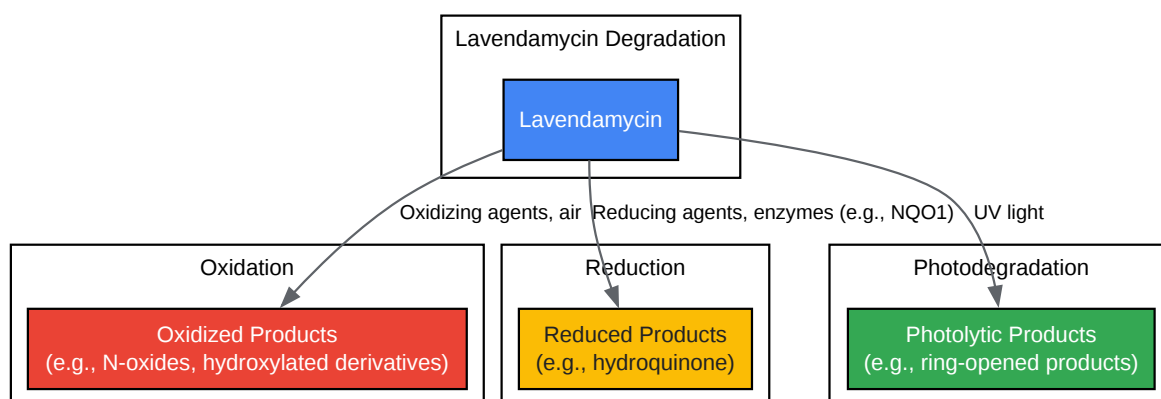 Lavendamycin Degradation
Lavendamycin
Oxidizing agents, air
Reducing agents, enzymes (e.g., NQO1)
UV light
Oxidation
Reduction
Photodegradation
Oxidized Products
(e.g., N-oxides, hydroxylated derivatives)
Reduced Products
(e.g., hydroquinone)
Photolytic Products
(e.g., ring-opened products)